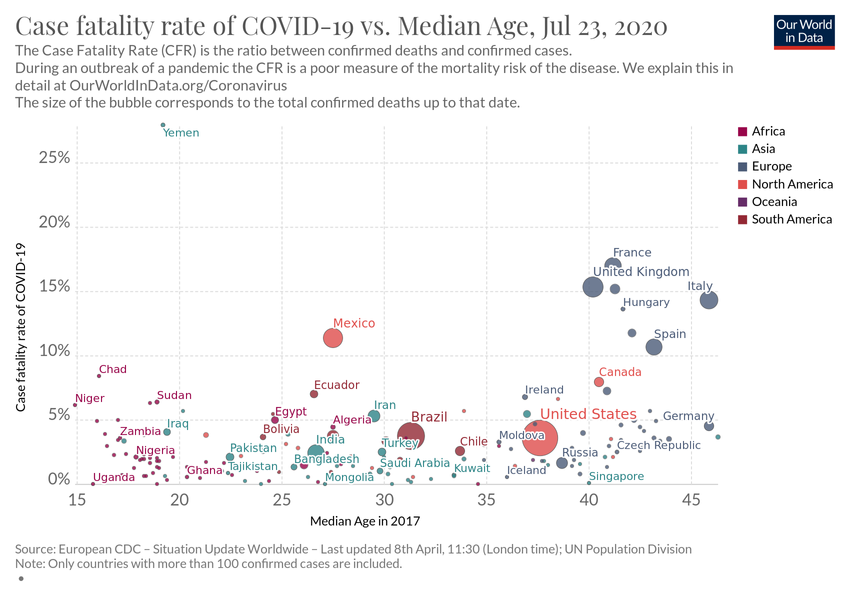 Case fatality rate of COVID-19 vs. Median Age, Jul 23, 2020
Our World
in Data
The Case Fatality Rate (CFR) is the ratio between confirmed deaths and confirmed cases.
During an outbreak of a pandemic the CFR is a poor measure of the mortality risk of the disease. We explain this in
detail at OurWorldInData.org/Coronavirus
The size of the bubble corresponds to the total confirmed deaths up to that date.
Africa
Asia
Europe
North America
Oceania
South America
Case fatality rate of COVID-19
25%
20%
15%
10%
5%
0%
Yemen
France
United Kingdom
Italy
Hungary
Mexico
Spain
Chad
Canada
Ecuador
Niger
Sudan
Ireland
Iran
Egypt
Brazil
United States
Germany
Algeria
Iraq
Zambia
Bolivia
Moldova
India
Turkey
Chile
Czech Republic
Nigeria
Pakistan
Russia
Bangladesh
Saudi Arabia
Ghana
Tajikistan
Kuwait
Iceland
Uganda
Mongolia
Singapore
15
20
25
30
35
40
45
Median Age in 2017
Source: European CDC – Situation Update Worldwide – Last updated 8th April, 11:30 (London time); UN Population Division
Note: Only countries with more than 100 confirmed cases are included.